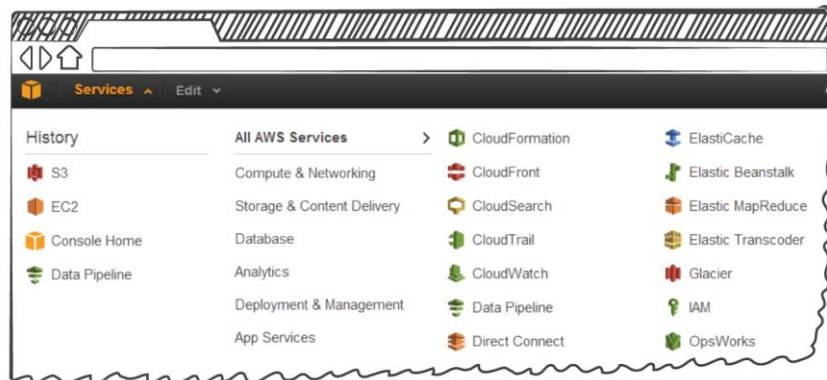 Services Edit
History
S3
EC2
Console Home
Data Pipeline
All AWS Services
Compute & Networking
Storage & Content Delivery
Database
Analytics
Deployment & Management
App Services
CloudFormation
CloudFront
CloudSearch
CloudTrail
CloudWatch
Data Pipeline
Direct Connect
ElastiCache
Elastic Beanstalk
Elastic MapReduce
Elastic Transcoder
Glacier
IAM
OpsWorks